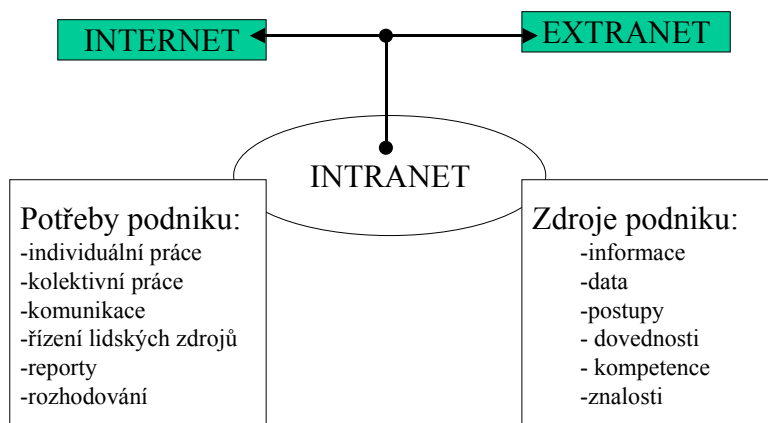 INTERNET
EXTRANET
INTRANET
Potřeby podniku:
-individuální práce
-kolektivní práce
-komunikace
-řízení lidských zdrojů
-reporty
-rozhodování
Zdroje podniku:
-informace
-data
-postupy
- dovednosti
- kompetence
-znalosti